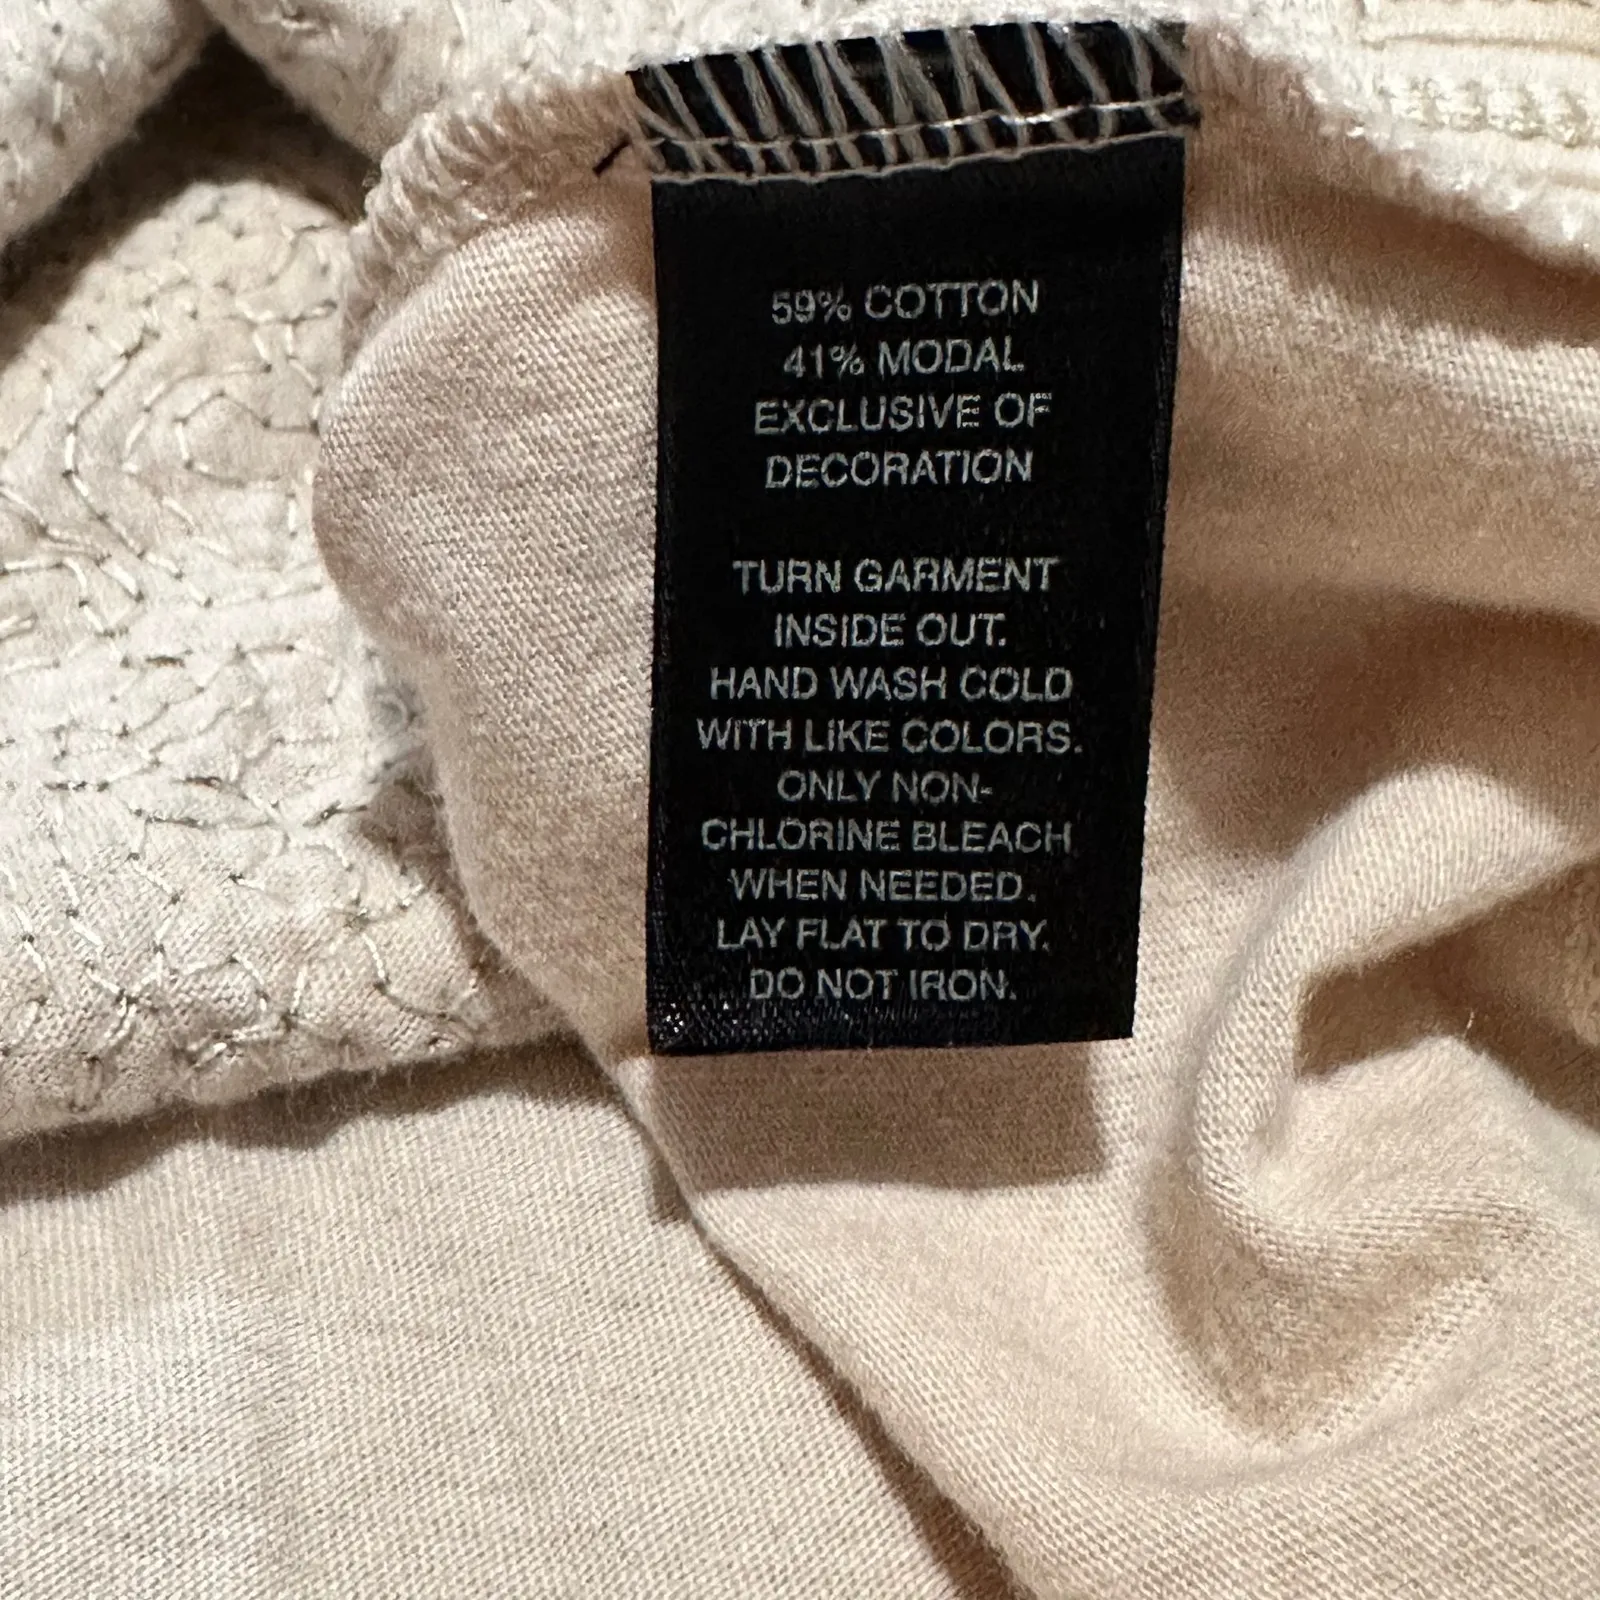 59% COTTON
41% MODAL
EXCLUSIVE OF
DECORATION
TURN GARMENT
INSIDE OUT.
HAND WASH COLD
WITH LIKE COLORS.
ONLY NON-
CHLORINE BLEACH
WHEN NEEDED.
LAY FLAT TO DRY.
DO NOT IRON.